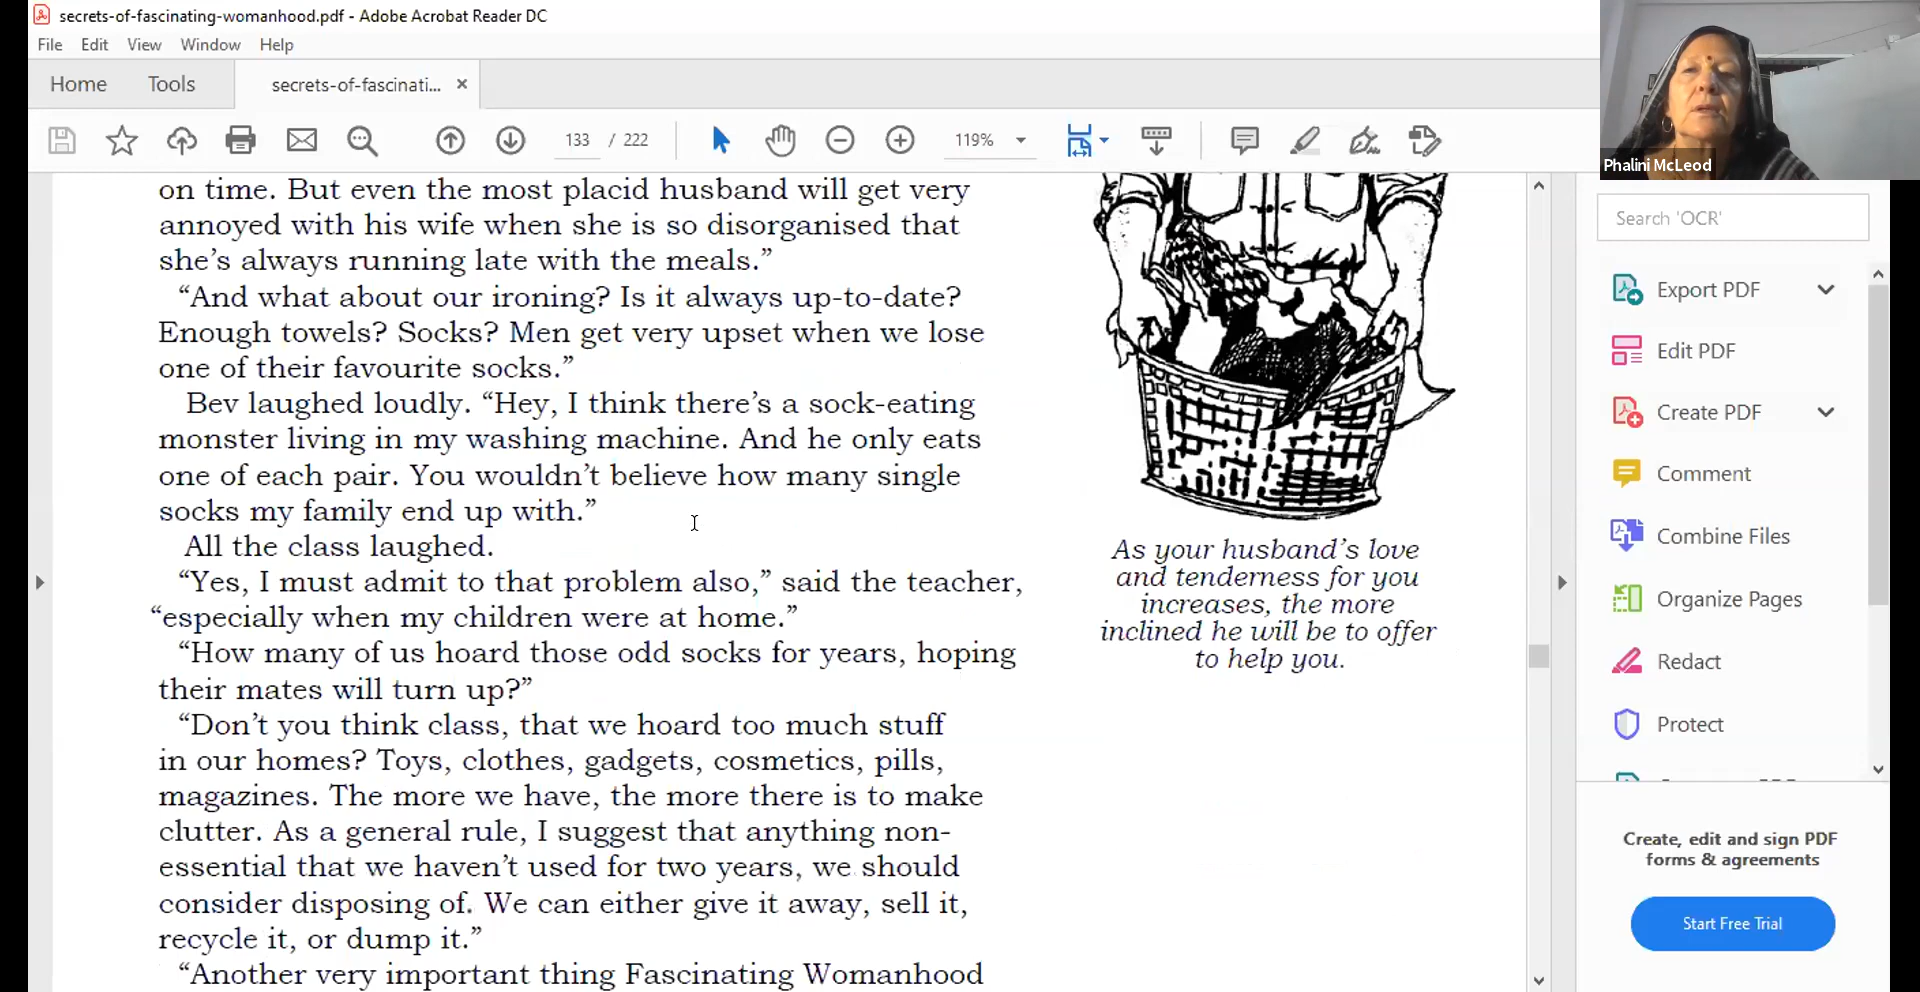 secrets-of-fascinating-womanhood.pdf - Adobe Acrobat Reader DC
File Edit View Window Help
Home Tools secrets-of-fascinati... ×
133 / 222 119%
Phalini McLeod
on time. But even the most placid husband will get very
annoyed with his wife when she is so disorganised that
she’s always running late with the meals.”
“And what about our ironing? Is it always up-to-date?
Enough towels? Socks? Men get very upset when we lose
one of their favourite socks.”
Bev laughed loudly. “Hey, I think there’s a sock-eating
monster living in my washing machine. And he only eats
one of each pair. You wouldn’t believe how many single
socks my family end up with.”
All the class laughed.
“Yes, I must admit to that problem also,” said the teacher,
“especially when my children were at home.”
“How many of us hoard those odd socks for years, hoping
their mates will turn up?”
“Don’t you think class, that we hoard too much stuff
in our homes? Toys, clothes, gadgets, cosmetics, pills,
magazines. The more we have, the more there is to make
clutter. As a general rule, I suggest that anything non-
essential that we haven’t used for two years, we should
consider disposing of. We can either give it away, sell it,
recycle it, or dump it.”
“Another very important thing Fascinating Womanhood
As your husband’s love
and tenderness for you
increases, the more
inclined he will be to offer
to help you.
Search 'OCR'
Export PDF
Edit PDF
Create PDF
Comment
Combine Files
Organize Pages
Redact
Protect
Create, edit and sign PDF
forms & agreements
Start Free Trial